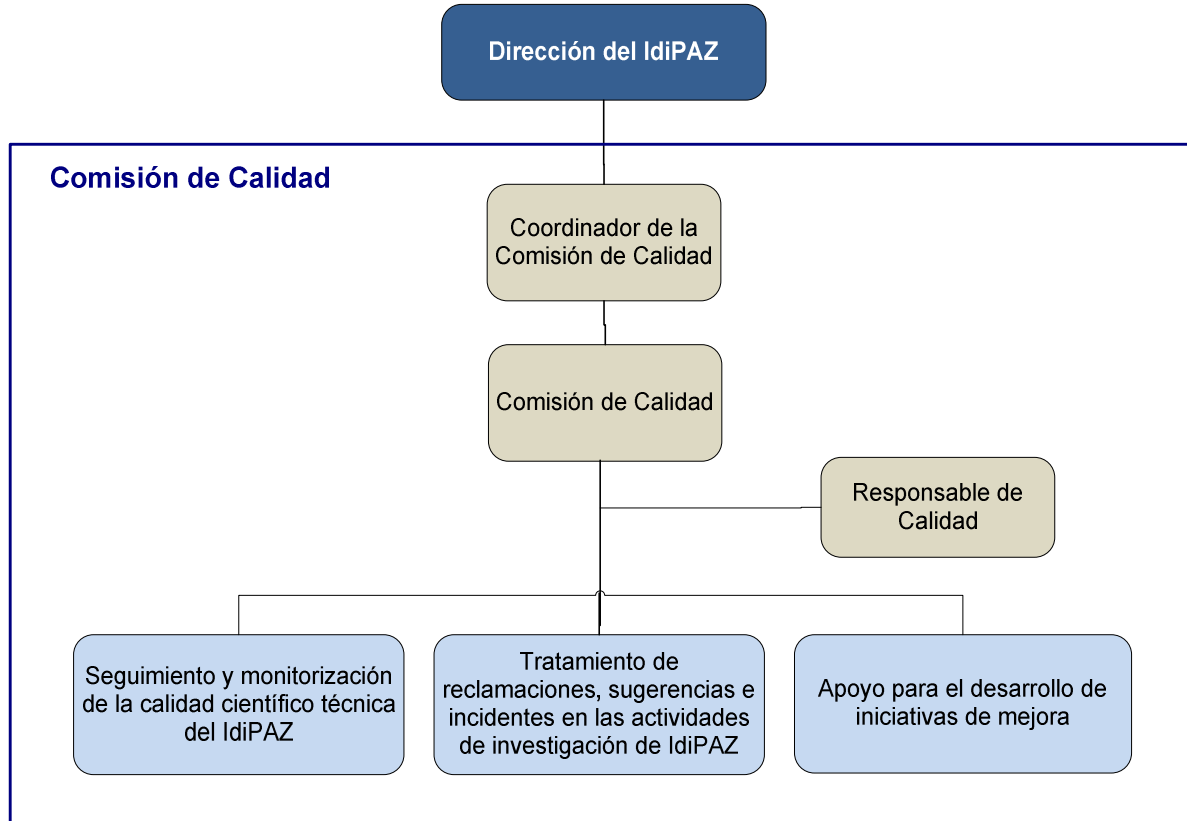 Dirección del IdiPAZ
Comisión de Calidad
Coordinador de la
Comisión de Calidad
Comisión de Calidad
Responsable de
Calidad
Seguimiento y monitorización
de la calidad científico técnica
del IdiPAZ
Tratamiento de
reclamaciones, sugerencias e
incidentes en las actividades
de investigación de IdiPAZ
Apoyo para el desarrollo de
iniciativas de mejora